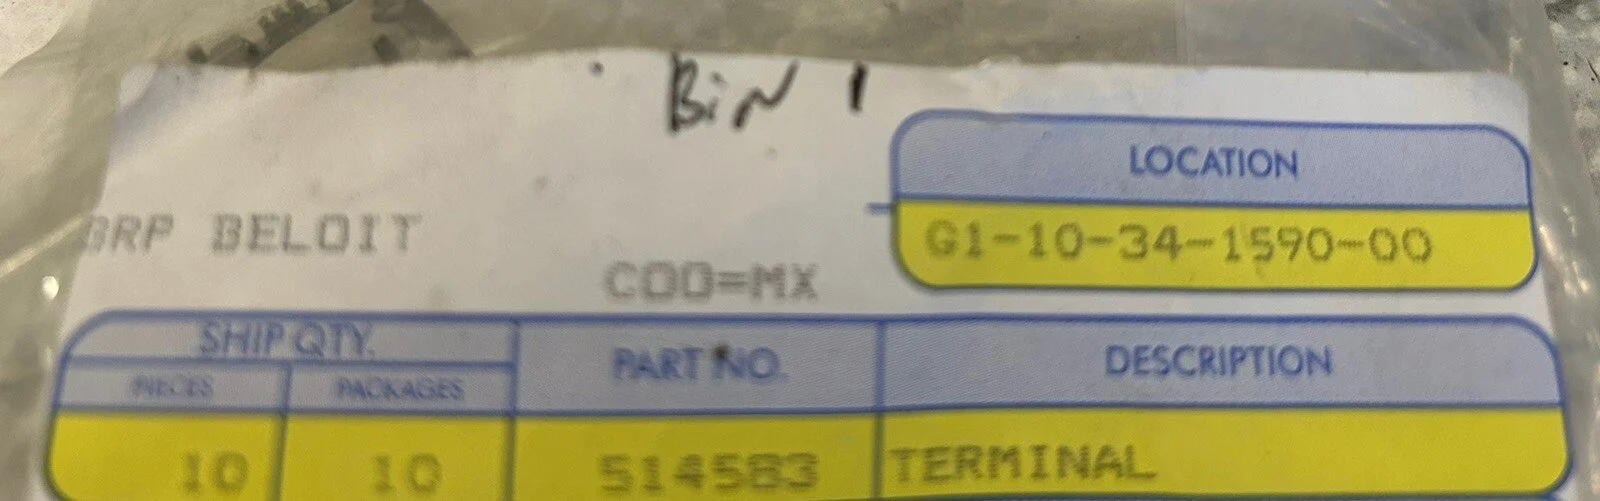 BiN 1
LOCATION
G1-10-34-1590-00
BRP BELOIT
COO=MX
SHIP QTY.
PART NO.
DESCRIPTION
PIECES
PACKAGES
10
10
514583
TERMINAL